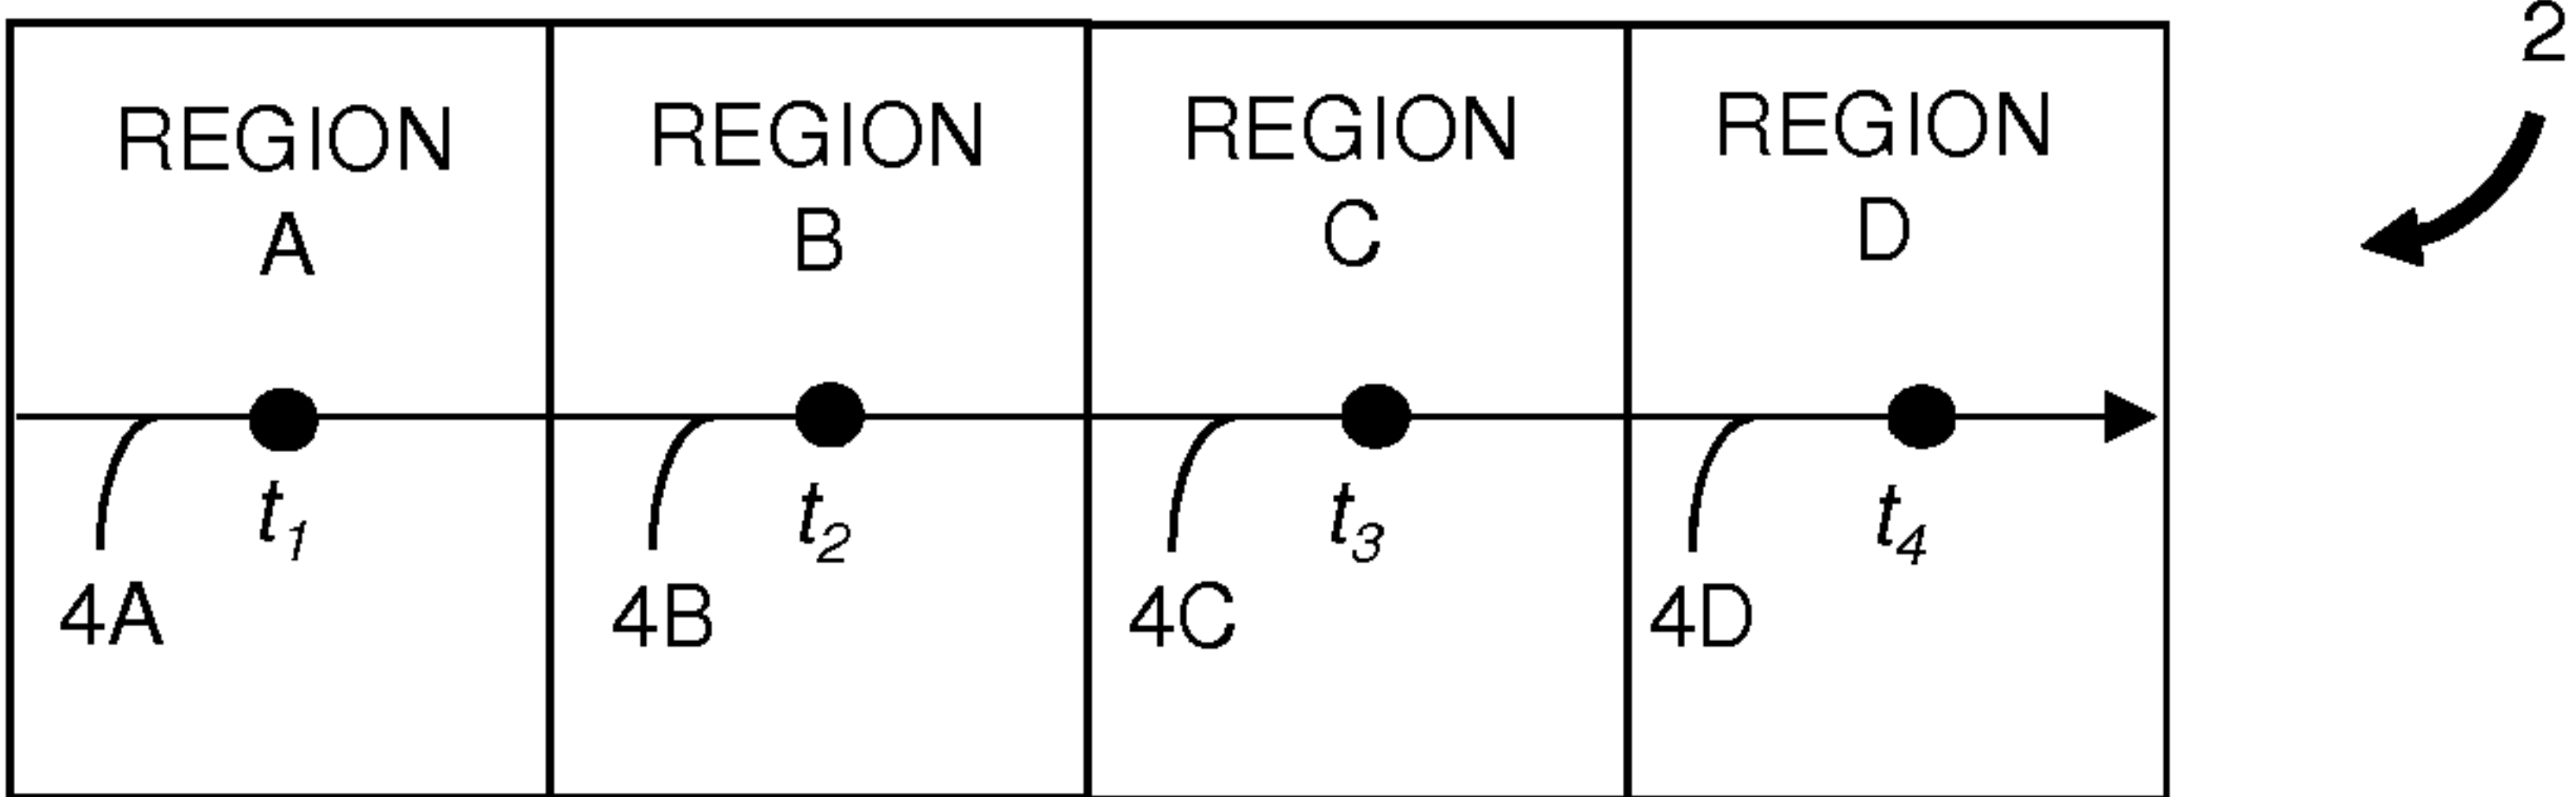 2
REGION A
REGION B
REGION C
REGION D
t1
t2
t3
t4
4A
4B
4C
4D